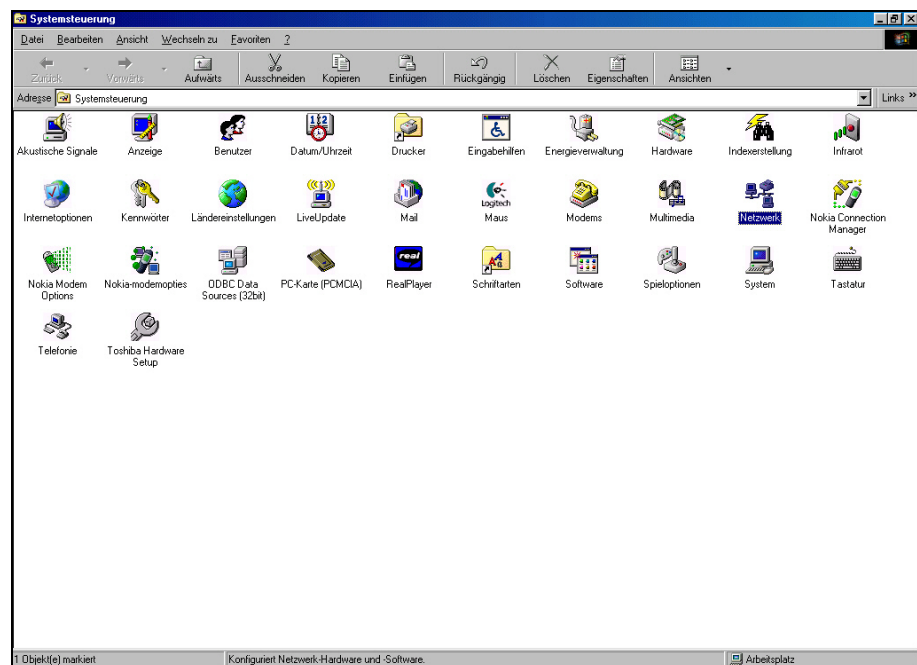 Systemsteuerung
Datei Bearbeiten Ansicht Wechseln zu Favoriten ?
Zurück Vorwärts Aufwärts Ausschneiden Kopieren Einfügen Rückgängig Löschen Eigenschaften Ansichten
Adresse Systemsteuerung Links »
Akustische Signale Anzeige Benutzer Datum/Uhrzeit Drucker Eingabehilfen Energieverwaltung Hardware Indexerstellung Infrarot
Internetoptionen Kennwörter Ländereinstellungen LiveUpdate Mail Logitech Maus Modems Multimedia Netzwerk Nokia Connection
Manager
Nokia Modem Nokia-modemopties ODBC Data PC-Karte (PCMCIA) real RealPlayer Schriftarten Software Spieloptionen System Tastatur
Options Sources (32bit)
Telefonie Toshiba Hardware
Setup
1 Objekt(e) markiert Konfiguriert Netzwerk-Hardware und -Software. Arbeitsplatz